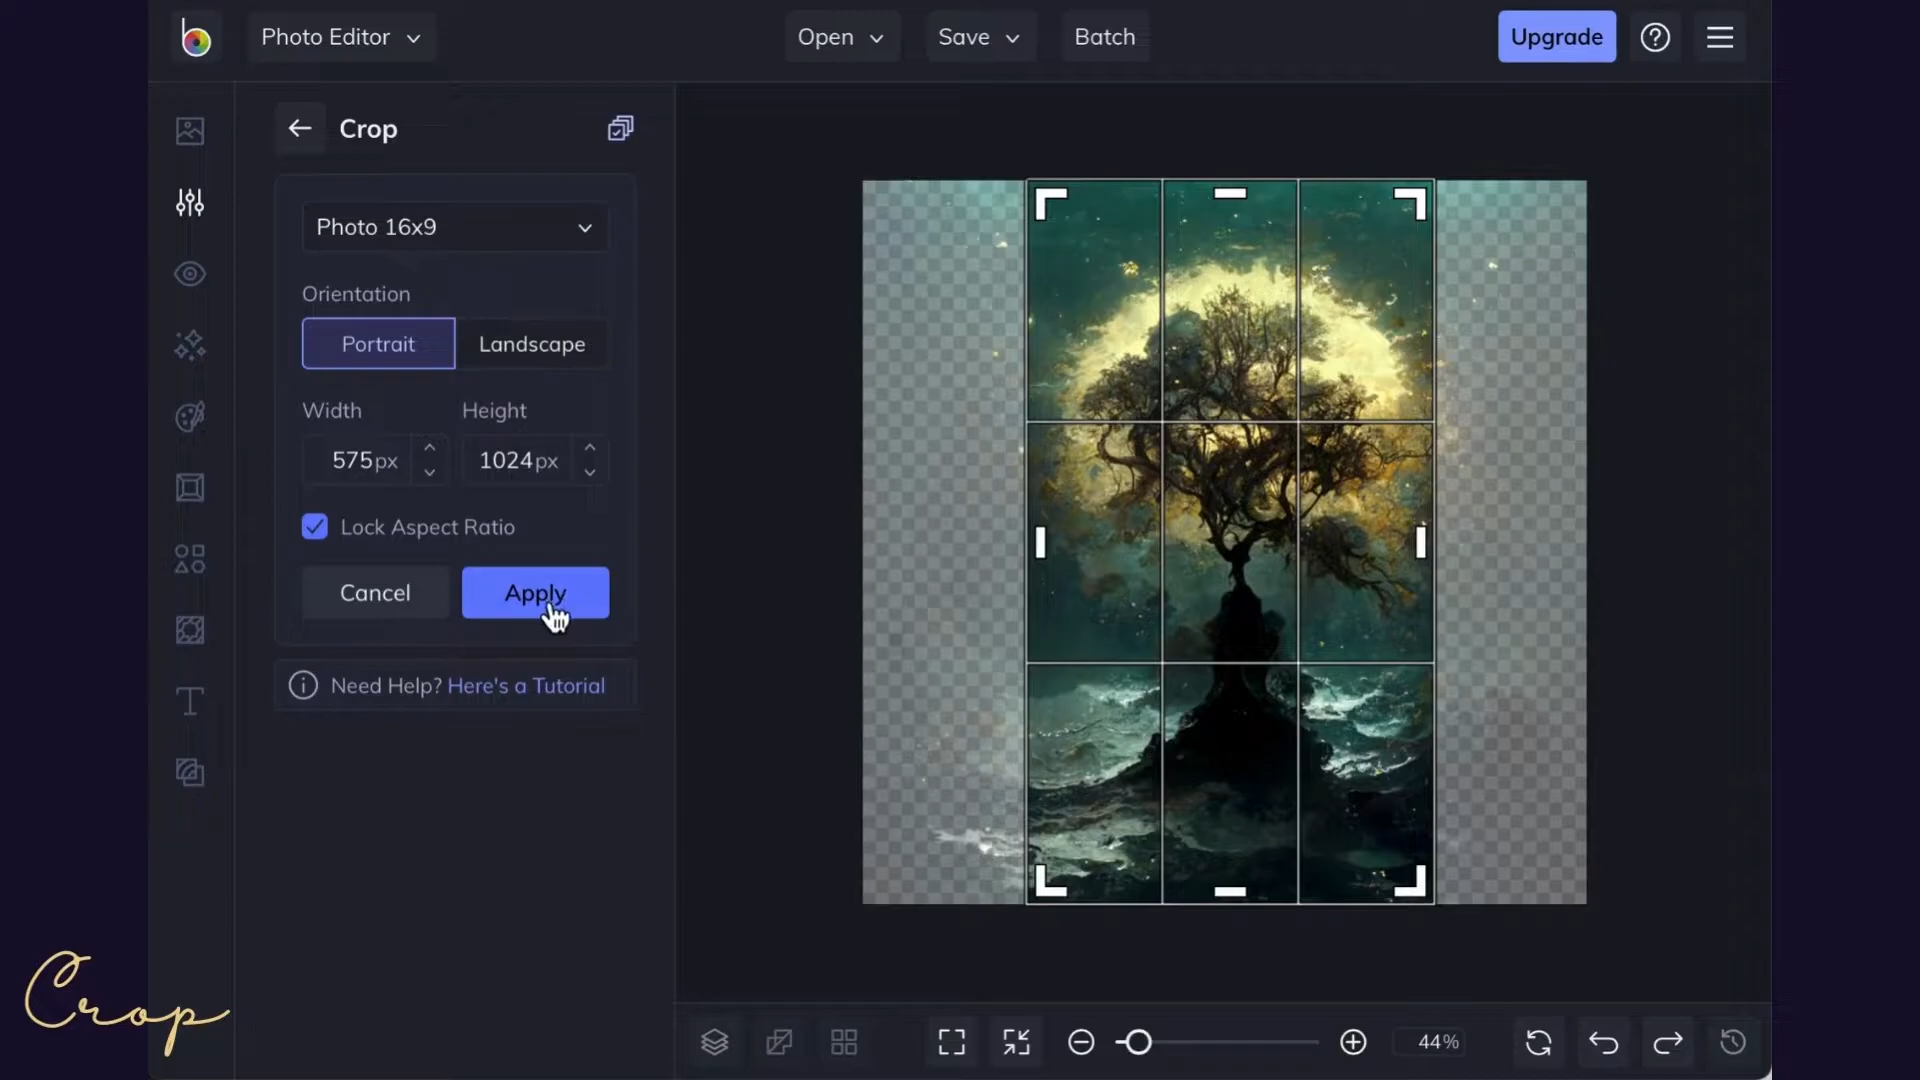 Photo Editor
Open
Save
Batch
Upgrade
Crop
Photo 16x9
Orientation
Portrait
Landscape
Width
Height
575px
1024px
Lock Aspect Ratio
Cancel
Apply
Need Help? Here's a Tutorial
Crop
44%